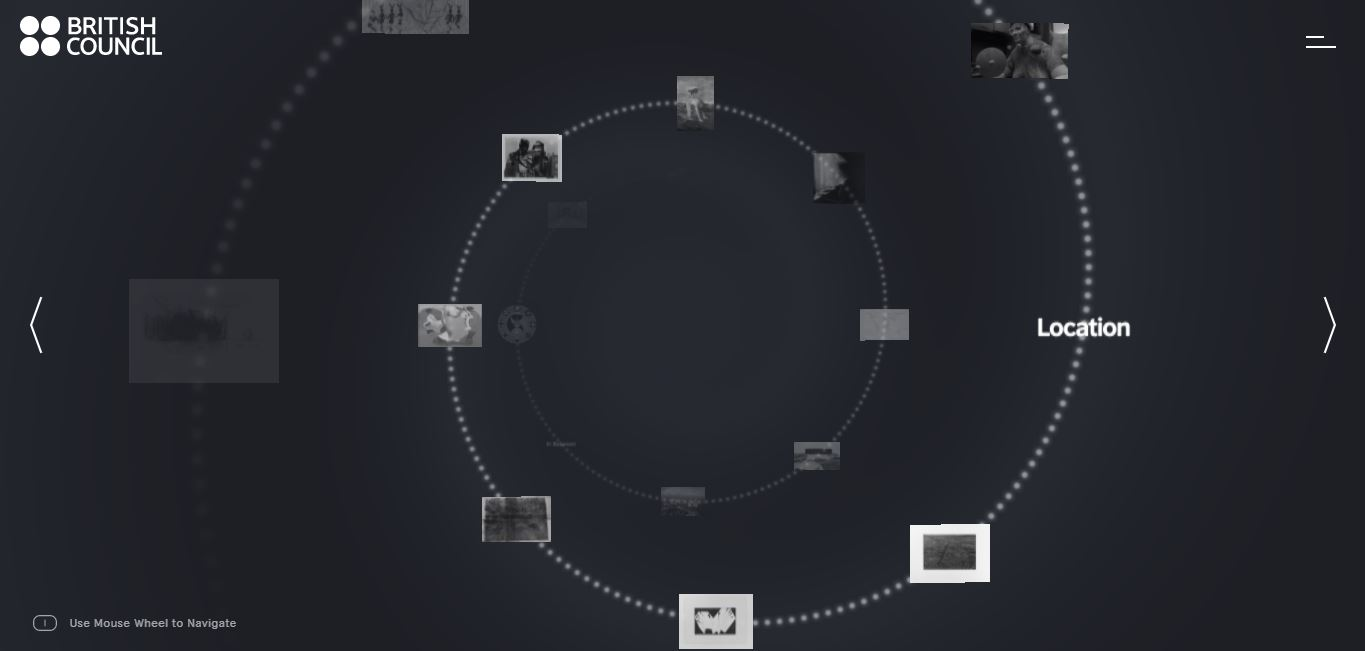 BRITISH
COUNCIL
Location
Use Mouse Wheel to Navigate